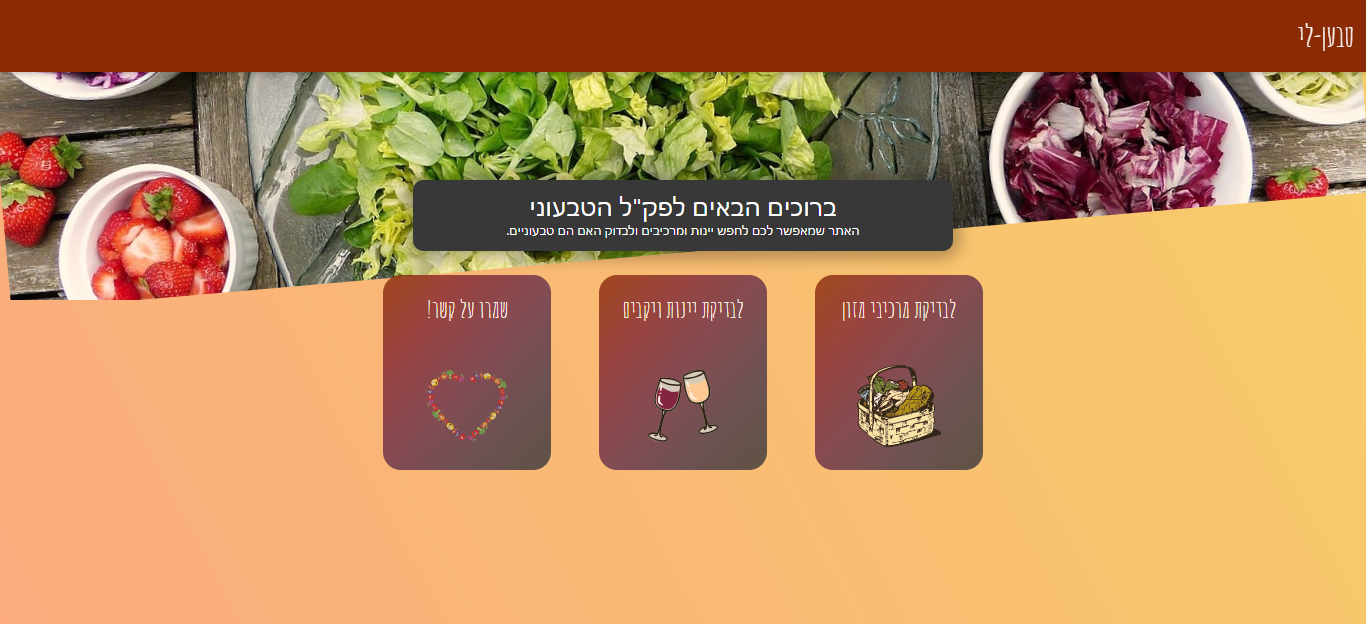 טבען-לי
ברוכים הבאים לפק"ל הטבעוני
האתר שמאפשר לכם לחפש יינות ומרכיבים ולבדוק האם הם טבעוניים.
לבדיקת מרכיבי מזון
לבדיקת יינות ויקבים
שמרו על קשר!